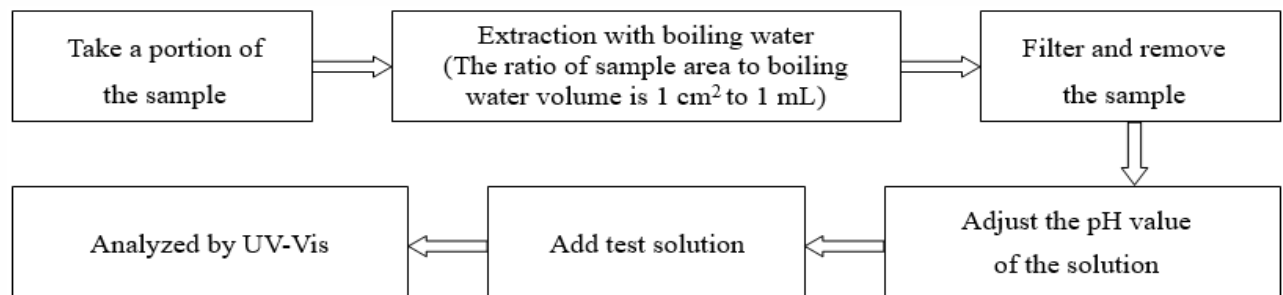 Take a portion of
the sample
Extraction with boiling water
(The ratio of sample area to boiling
water volume is 1 cm² to 1 mL)
Filter and remove
the sample
Adjust the pH value
of the solution
Add test solution
Analyzed by UV-Vis